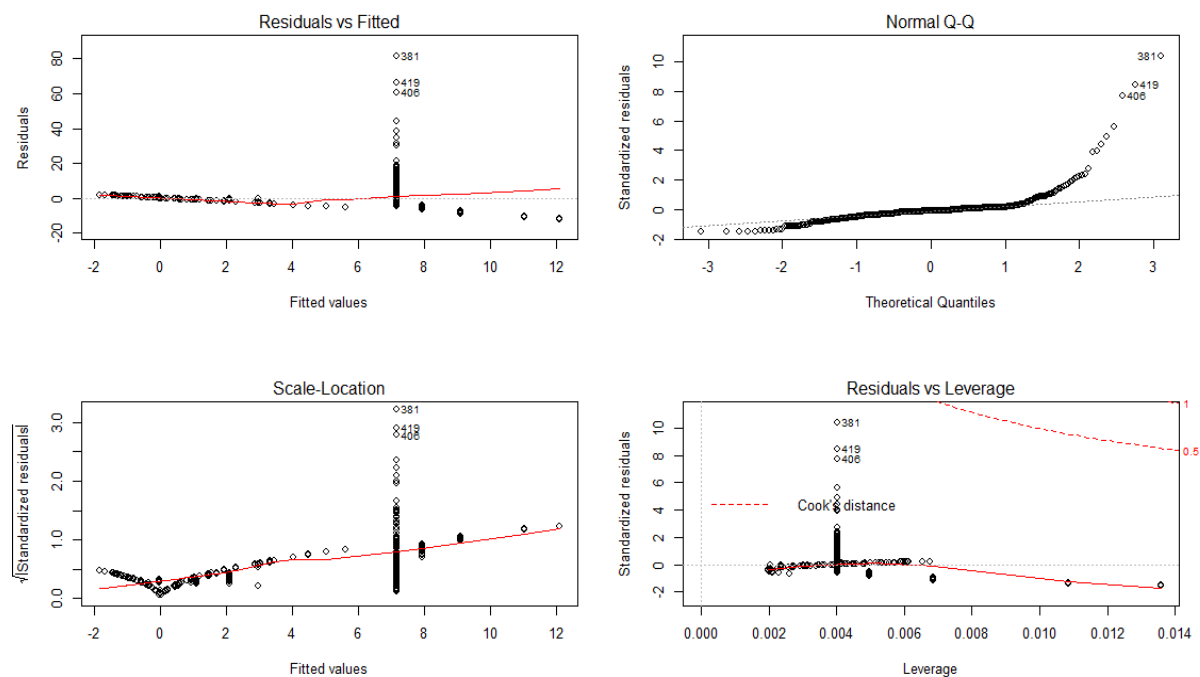 Residuals vs Fitted
Residuals
-20 0 20 40 60 80
381
419
406
-2 0 2 4 6 8 10 12
Fitted values
Normal Q-Q
Standardized residuals
-2 0 2 4 6 8 10
381
419
406
-3 -2 -1 0 1 2 3
Theoretical Quantiles
Scale-Location
√|Standardized residuals|
0.0 1.0 2.0 3.0
381
419
406
-2 0 2 4 6 8 10 12
Fitted values
Residuals vs Leverage
Standardized residuals
-2 0 2 4 6 8 10
381
419
406
1
0.5
Cook's distance
0.000 0.002 0.004 0.006 0.008 0.010 0.012 0.014
Leverage